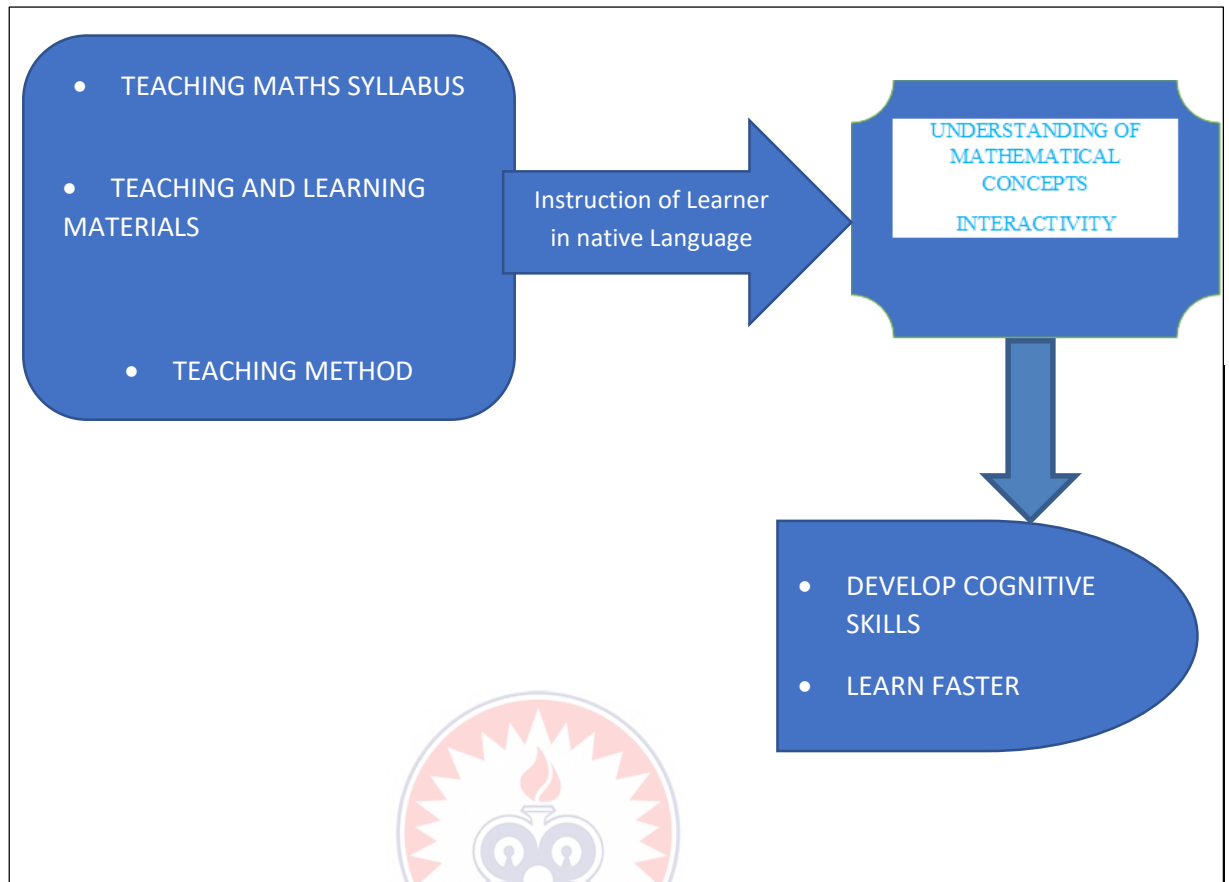 • TEACHING MATHS SYLLABUS
• TEACHING AND LEARNING
MATERIALS
• TEACHING METHOD
Instruction of Learner
in native Language
UNDERSTANDING OF
MATHEMATICAL
CONCEPTS
INTERACTIVITY
• DEVELOP COGNITIVE
SKILLS
• LEARN FASTER